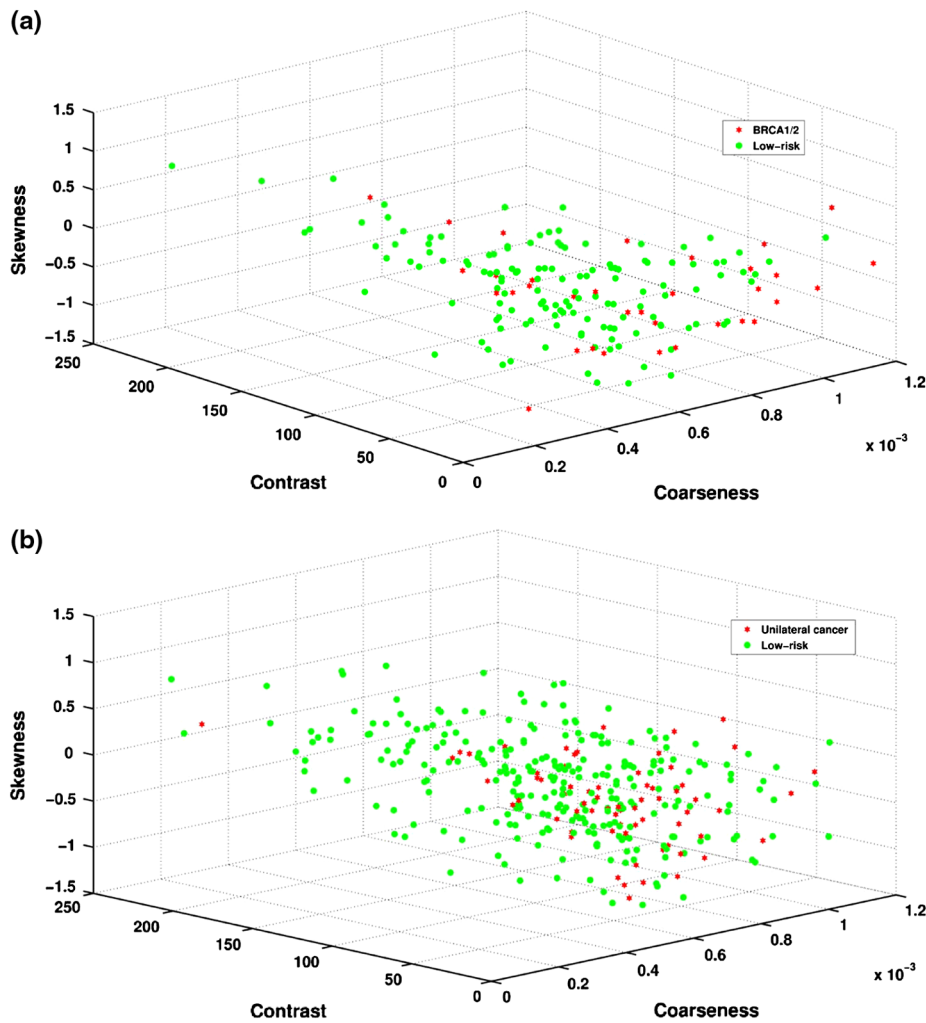 (a)
1.5
1
0.5
0
−0.5
−1
−1.5
Skewness
250
200
150
100
50
0
Contrast
0
0.2
0.4
0.6
0.8
1
1.2
x 10⁻³
Coarseness
BRCA1/2
Low−risk
(b)
1.5
1
0.5
0
−0.5
−1
−1.5
Skewness
250
200
150
100
50
0
Contrast
0
0.2
0.4
0.6
0.8
1
1.2
x 10⁻³
Coarseness
Unilateral cancer
Low−risk